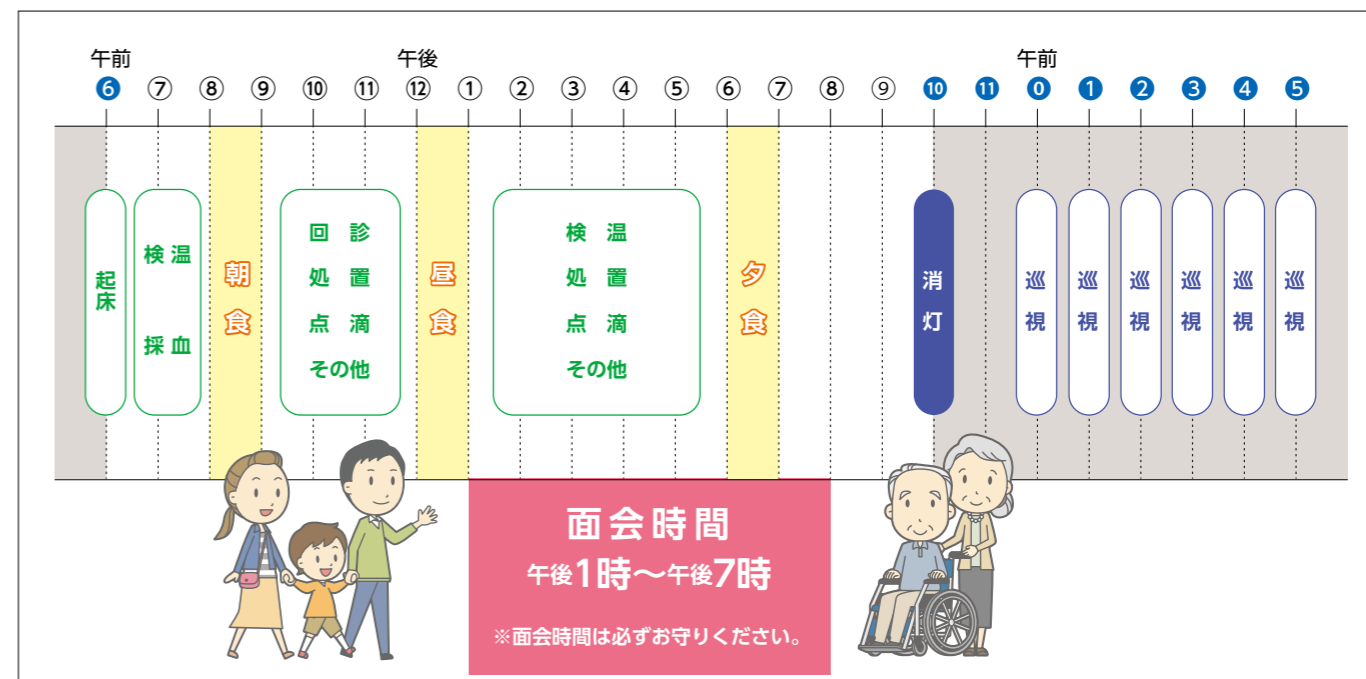 午前 午後 午前
⑥ ⑦ ⑧ ⑨ ⑩ ⑪ ⑫ ① ② ③ ④ ⑤ ⑥ ⑦ ⑧ ⑨ ⑩ ⑪ ⓪ ① ② ③ ④ ⑤
起床
検温
採血
朝食
回診
処置
点滴
その他
昼食
検温
処置
点滴
その他
夕食
消灯
巡視
巡視
巡視
巡視
巡視
巡視
面会時間
午後1時〜午後7時
※面会時間は必ずお守りください。